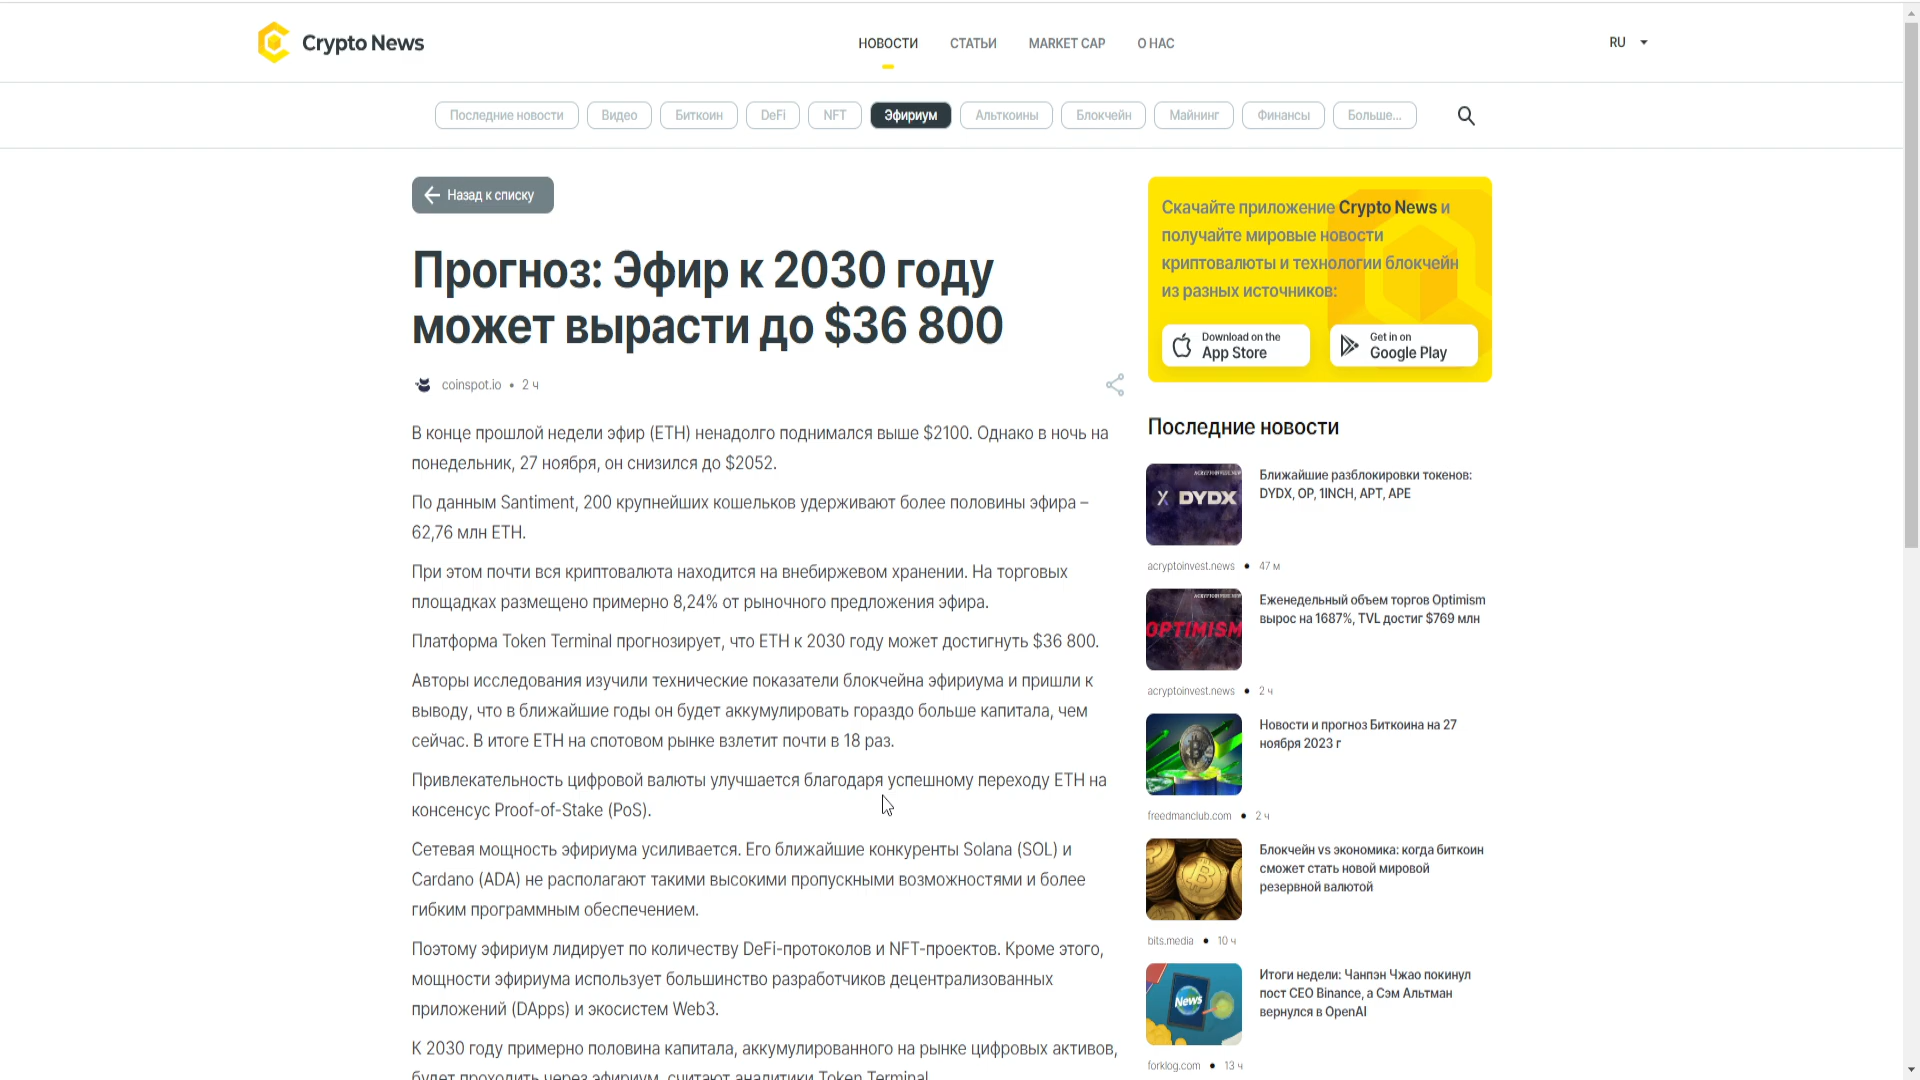 Crypto News
НОВОСТИ
СТАТЬИ
MARKET CAP
О НАС
RU
Последние новости
Видео
Биткоин
DeFi
NFT
Эфириум
Альткоины
Блокчейн
Майнинг
Финансы
Больше...
Назад к списку
Прогноз: Эфир к 2030 году
может вырасти до $36 800
coinspot.io • 2 ч
В конце прошлой недели эфир (ETH) ненадолго поднимался выше $2100. Однако в ночь на
понедельник, 27 ноября, он снизился до $2052.
По данным Santiment, 200 крупнейших кошельков удерживают более половины эфира –
62,76 млн ETH.
При этом почти вся криптовалюта находится на внебиржевом хранении. На торговых
площадках размещено примерно 8,24% от рыночного предложения эфира.
Платформа Token Terminal прогнозирует, что ETH к 2030 году может достигнуть $36 800.
Авторы исследования изучили технические показатели блокчейна эфириума и пришли к
выводу, что в ближайшие годы он будет аккумулировать гораздо больше капитала, чем
сейчас. В итоге ETH на спотовом рынке взлетит почти в 18 раз.
Привлекательность цифровой валюты улучшается благодаря успешному переходу ETH на
консенсус Proof-of-Stake (PoS).
Сетевая мощность эфириума усиливается. Его ближайшие конкуренты Solana (SOL) и
Cardano (ADA) не располагают такими высокими пропускными возможностями и более
гибким программным обеспечением.
Поэтому эфириум лидирует по количеству DeFi-протоколов и NFT-проектов. Кроме этого,
мощности эфириума использует большинство разработчиков децентрализованных
приложений (DApps) и экосистем Web3.
К 2030 году примерно половина капитала, аккумулированного на рынке цифровых активов,
будет проходить через эфириум, считают аналитики Token Terminal.
Скачайте приложение Crypto News и
получайте мировые новости
криптовалюты и технологии блокчейн
из разных источников:
Download on the
App Store
Get in on
Google Play
Последние новости
X DYDX
Ближайшие разблокировки токенов:
DYDX, OP, 1INCH, APT, APE
acryptoinvest.news • 47 м
OPTIMISM
Еженедельный объем торгов Optimism
вырос на 1687%, TVL достиг $769 млн
acryptoinvest.news • 2 ч
Новости и прогноз Биткоина на 27
ноября 2023 г
freedmanclub.com • 2 ч
Блокчейн vs экономика: когда биткоин
сможет стать новой мировой
резервной валютой
bits.media • 10 ч
News
Итоги недели: Чанпэн Чжао покинул
пост CEO Binance, а Сэм Альтман
вернулся в OpenAI
forklog.com • 13 ч